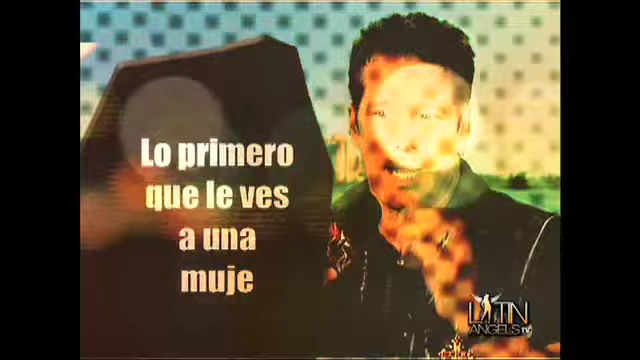 Lo primero
que le ves
a una
muje
LATIN
ANGELS TV